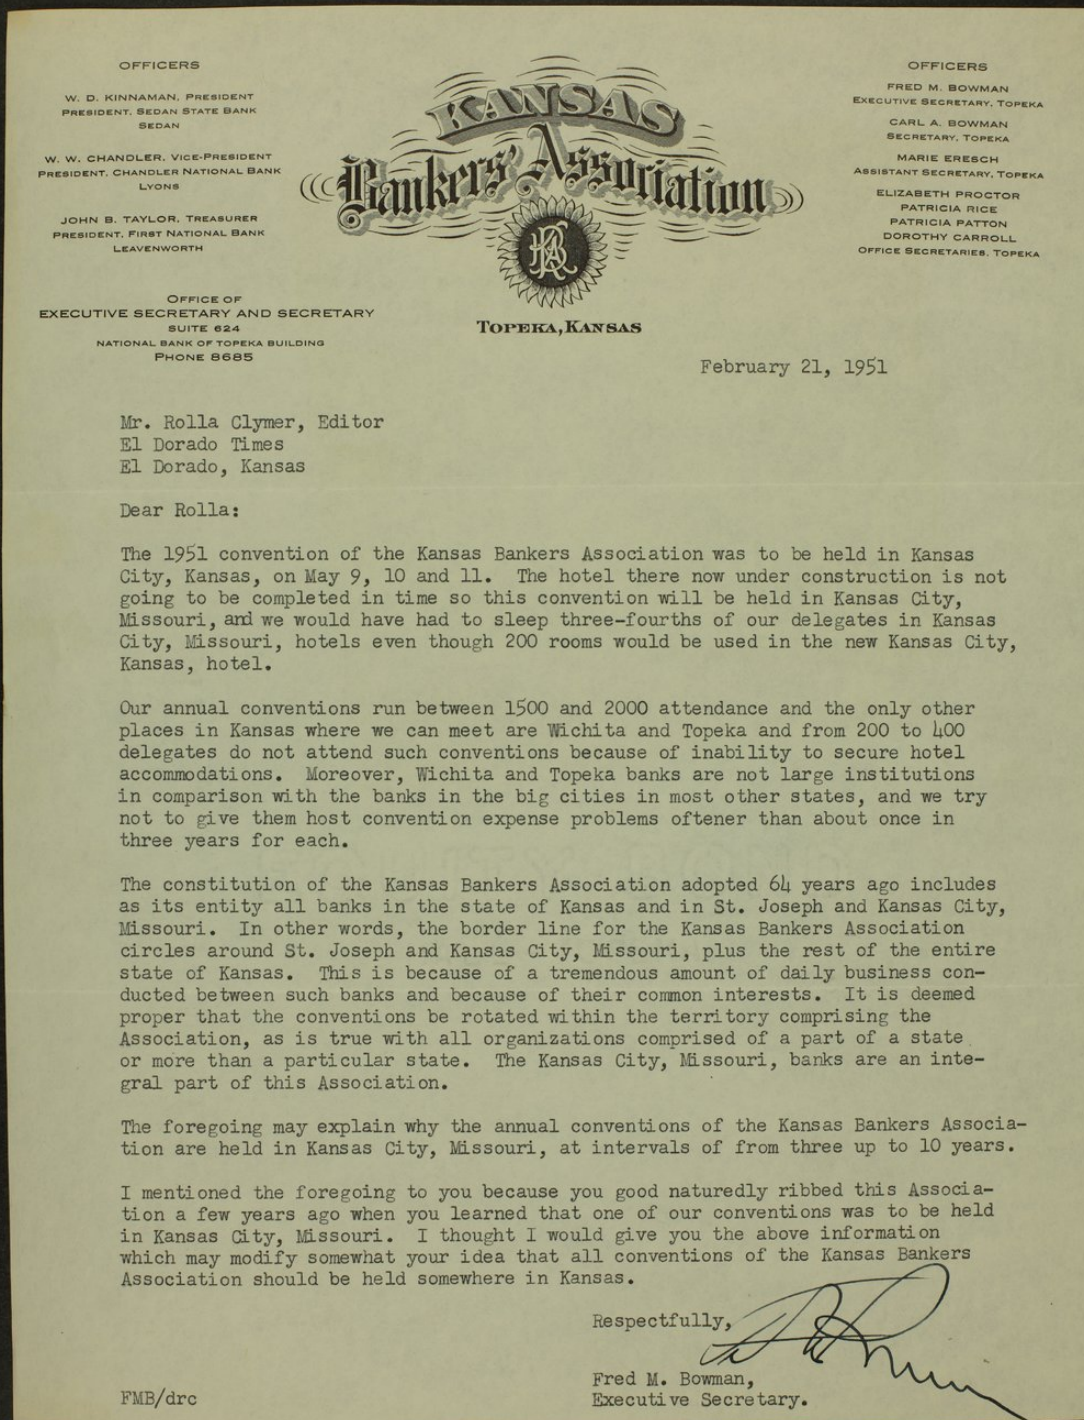 OFFICERS
W. D. KINNAMAN, PRESIDENT
PRESIDENT, SEDAN STATE BANK
SEDAN
W. W. CHANDLER, VICE-PRESIDENT
PRESIDENT, CHANDLER NATIONAL BANK
LYONS
JOHN B. TAYLOR, TREASURER
PRESIDENT, FIRST NATIONAL BANK
LEAVENWORTH
OFFICE OF
EXECUTIVE SECRETARY AND SECRETARY
SUITE 624
NATIONAL BANK OF TOPEKA BUILDING
PHONE 8685
KANSAS
Bankers' Association
KBA
TOPEKA, KANSAS
OFFICERS
FRED M. BOWMAN
EXECUTIVE SECRETARY, TOPEKA
CARL A. BOWMAN
SECRETARY, TOPEKA
MARIE ERESCH
ASSISTANT SECRETARY, TOPEKA
ELIZABETH PROCTOR
PATRICIA RICE
PATRICIA PATTON
DOROTHY CARROLL
OFFICE SECRETARIES, TOPEKA
February 21, 1951
Mr. Rolla Clymer, Editor
El Dorado Times
El Dorado, Kansas
Dear Rolla:
The 1951 convention of the Kansas Bankers Association was to be held in Kansas
City, Kansas, on May 9, 10 and 11. The hotel there now under construction is not
going to be completed in time so this convention will be held in Kansas City,
Missouri, and we would have had to sleep three-fourths of our delegates in Kansas
City, Missouri, hotels even though 200 rooms would be used in the new Kansas City,
Kansas, hotel.
Our annual conventions run between 1500 and 2000 attendance and the only other
places in Kansas where we can meet are Wichita and Topeka and from 200 to 400
delegates do not attend such conventions because of inability to secure hotel
accommodations. Moreover, Wichita and Topeka banks are not large institutions
in comparison with the banks in the big cities in most other states, and we try
not to give them host convention expense problems oftener than about once in
three years for each.
The constitution of the Kansas Bankers Association adopted 64 years ago includes
as its entity all banks in the state of Kansas and in St. Joseph and Kansas City,
Missouri. In other words, the border line for the Kansas Bankers Association
circles around St. Joseph and Kansas City, Missouri, plus the rest of the entire
state of Kansas. This is because of a tremendous amount of daily business con-
ducted between such banks and because of their common interests. It is deemed
proper that the conventions be rotated within the territory comprising the
Association, as is true with all organizations comprised of a part of a state
or more than a particular state. The Kansas City, Missouri, banks are an inte-
gral part of this Association.
The foregoing may explain why the annual conventions of the Kansas Bankers Associa-
tion are held in Kansas City, Missouri, at intervals of from three up to 10 years.
I mentioned the foregoing to you because you good naturedly ribbed this Associa-
tion a few years ago when you learned that one of our conventions was to be held
in Kansas City, Missouri. I thought I would give you the above information
which may modify somewhat your idea that all conventions of the Kansas Bankers
Association should be held somewhere in Kansas.
Respectfully,
Fred M. Bowman,
Executive Secretary.
FMB/drc